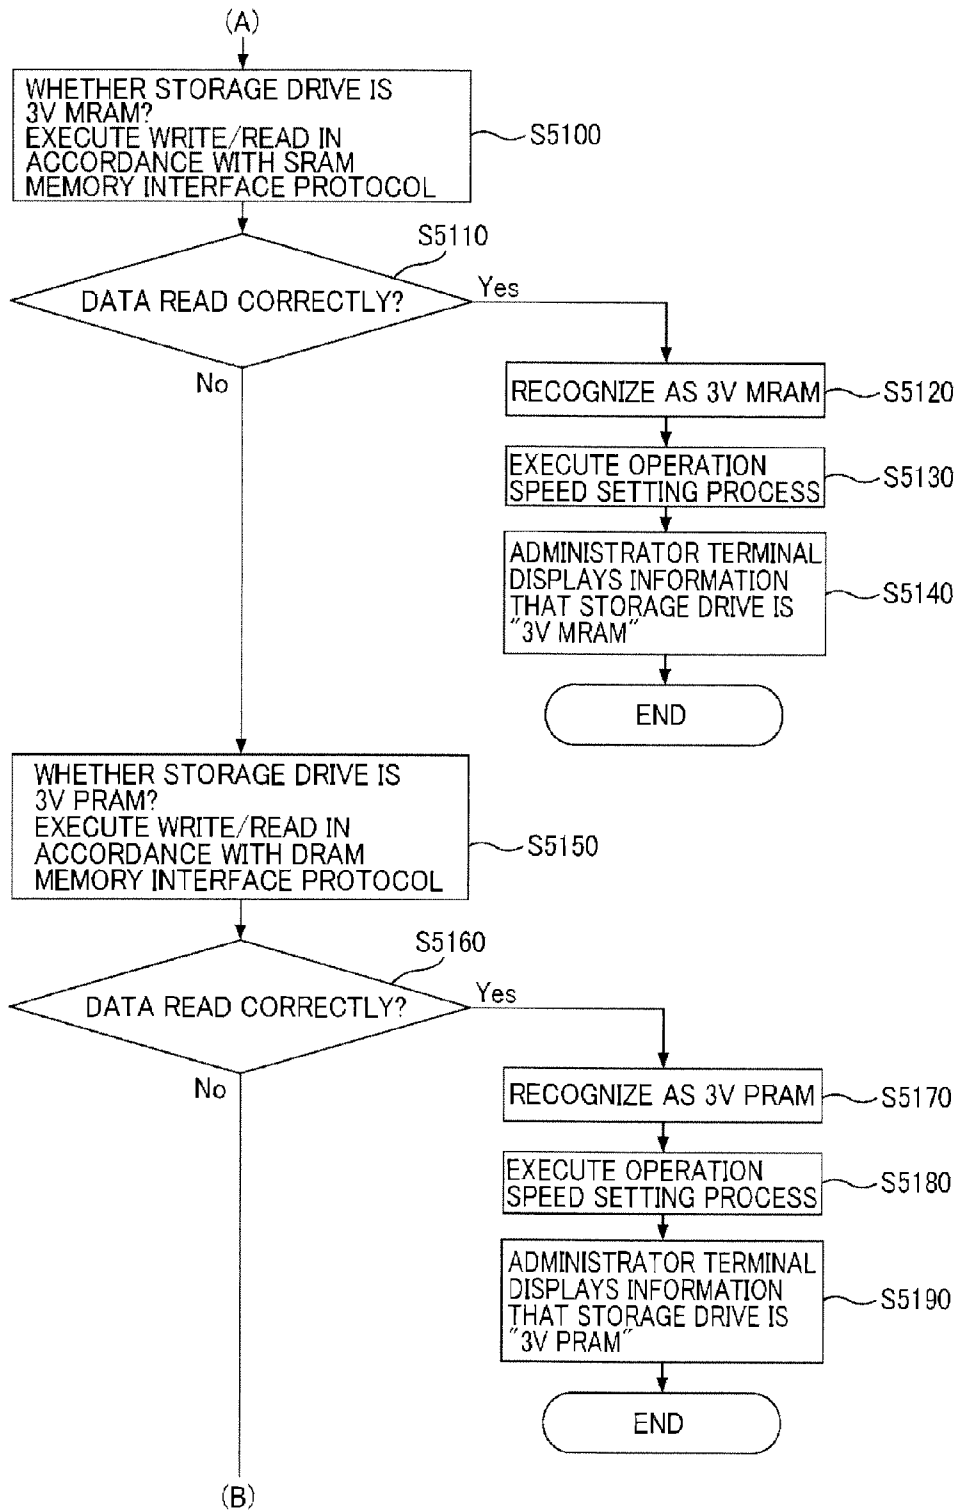 (A)
WHETHER STORAGE DRIVE IS
3V MRAM?
EXECUTE WRITE/READ IN
ACCORDANCE WITH SRAM
MEMORY INTERFACE PROTOCOL
S5100
S5110
DATA READ CORRECTLY?
Yes
No
RECOGNIZE AS 3V MRAM
S5120
EXECUTE OPERATION
SPEED SETTING PROCESS
S5130
ADMINISTRATOR TERMINAL
DISPLAYS INFORMATION
THAT STORAGE DRIVE IS
"3V MRAM"
S5140
END
WHETHER STORAGE DRIVE IS
3V PRAM?
EXECUTE WRITE/READ IN
ACCORDANCE WITH DRAM
MEMORY INTERFACE PROTOCOL
S5150
S5160
DATA READ CORRECTLY?
Yes
No
RECOGNIZE AS 3V PRAM
S5170
EXECUTE OPERATION
SPEED SETTING PROCESS
S5180
ADMINISTRATOR TERMINAL
DISPLAYS INFORMATION
THAT STORAGE DRIVE IS
"3V PRAM"
S5190
END
(B)